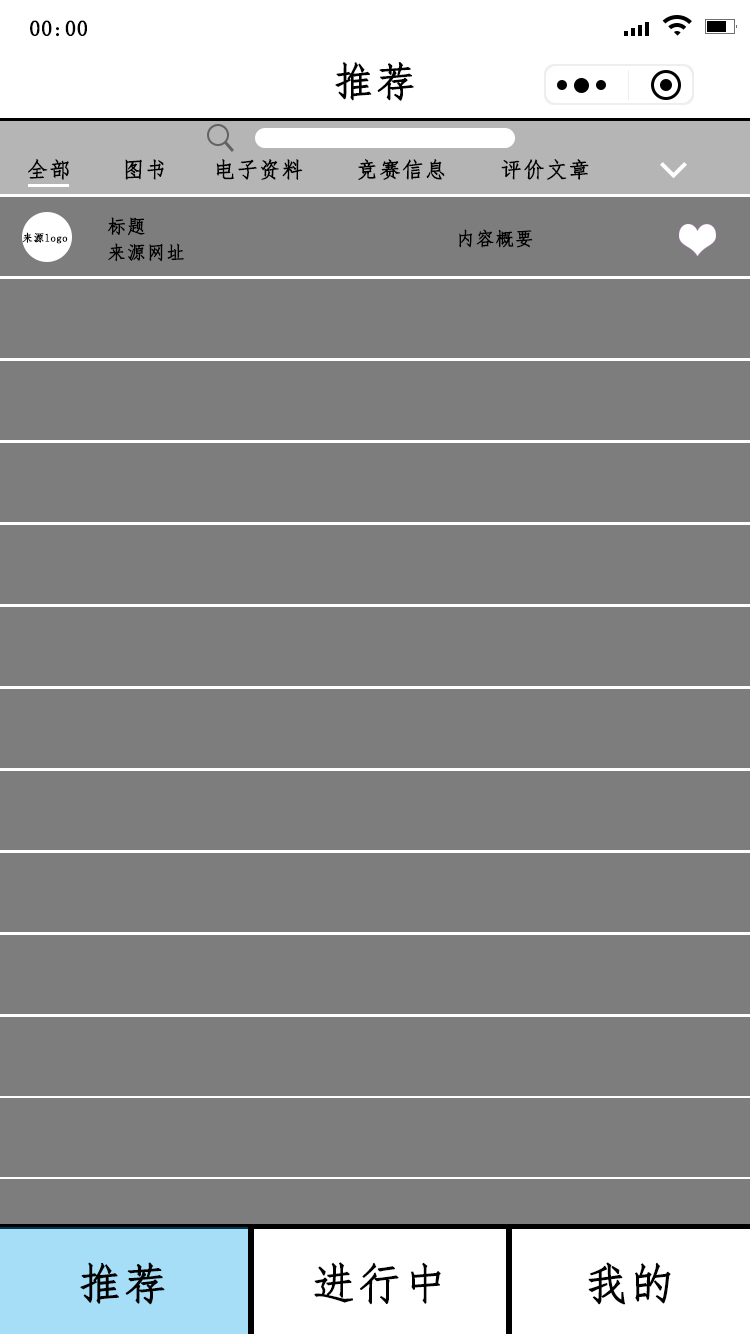 00:00
推荐
全部 图书 电子资料 竞赛信息 评价文章
来源logo 标题 内容概要
来源网址
推荐 进行中 我的